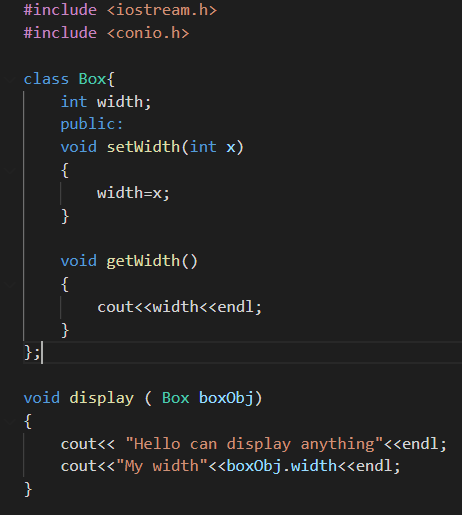 #include <iostream.h>
#include <conio.h>
class Box{
int width;
public:
void setWidth(int x)
{
width=x;
}
void getWidth()
{
cout<<width<<endl;
}
};
void display ( Box boxObj)
{
cout<< "Hello can display anything"<<endl;
cout<<"My width"<<boxObj.width<<endl;
}